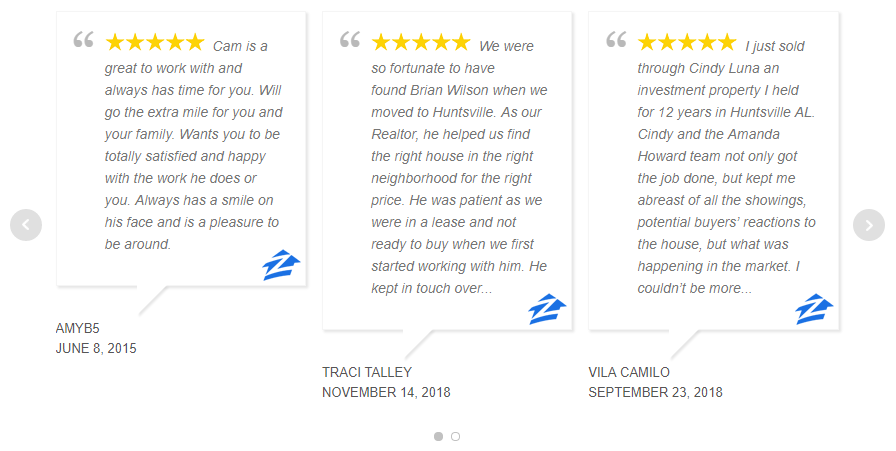 Cam is a
great to work with and
always has time for you. Will
go the extra mile for you and
your family. Wants you to be
totally satisfied and happy
with the work he does or
you. Always has a smile on
his face and is a pleasure to
be around.
AMYB5
JUNE 8, 2015
We were
so fortunate to have
found Brian Wilson when we
moved to Huntsville. As our
Realtor, he helped us find
the right house in the right
neighborhood for the right
price. He was patient as we
were in a lease and not
ready to buy when we first
started working with him. He
kept in touch over...
TRACI TALLEY
NOVEMBER 14, 2018
I just sold
through Cindy Luna an
investment property I held
for 12 years in Huntsville AL.
Cindy and the Amanda
Howard team not only got
the job done, but kept me
abreast of all the showings,
potential buyers’ reactions to
the house, but what was
happening in the market. I
couldn’t be more...
VILA CAMILO
SEPTEMBER 23, 2018